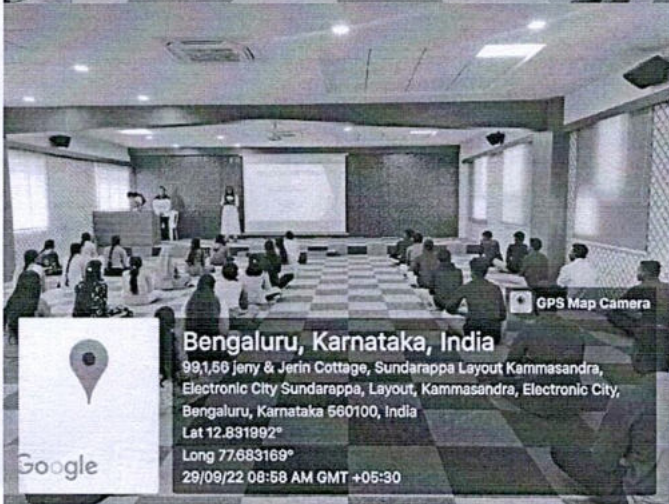 GPS Map Camera
Bengaluru, Karnataka, India
99,1,56 jeny & Jerin Cottage, Sundarappa Layout Kammasandra,
Electronic City Sundarappa, Layout, Kammasandra, Electronic City,
Bengaluru, Karnataka 560100, India
Lat 12.831992°
Long 77.683169°
29/09/22 08:58 AM GMT +05:30
Google